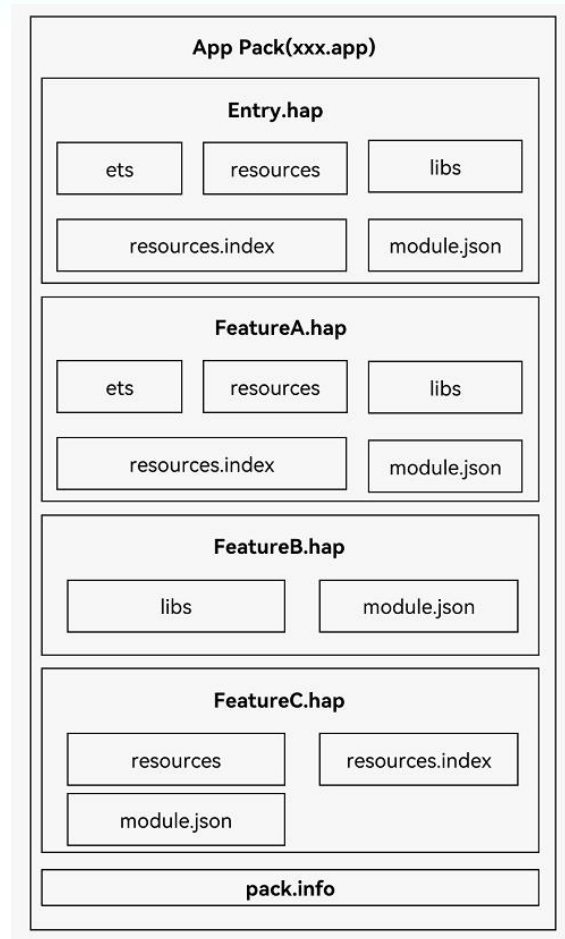 App Pack(xxx.app)
Entry.hap
ets resources libs
resources.index module.json
FeatureA.hap
ets resources libs
resources.index module.json
FeatureB.hap
libs module.json
FeatureC.hap
resources resources.index
module.json
pack.info